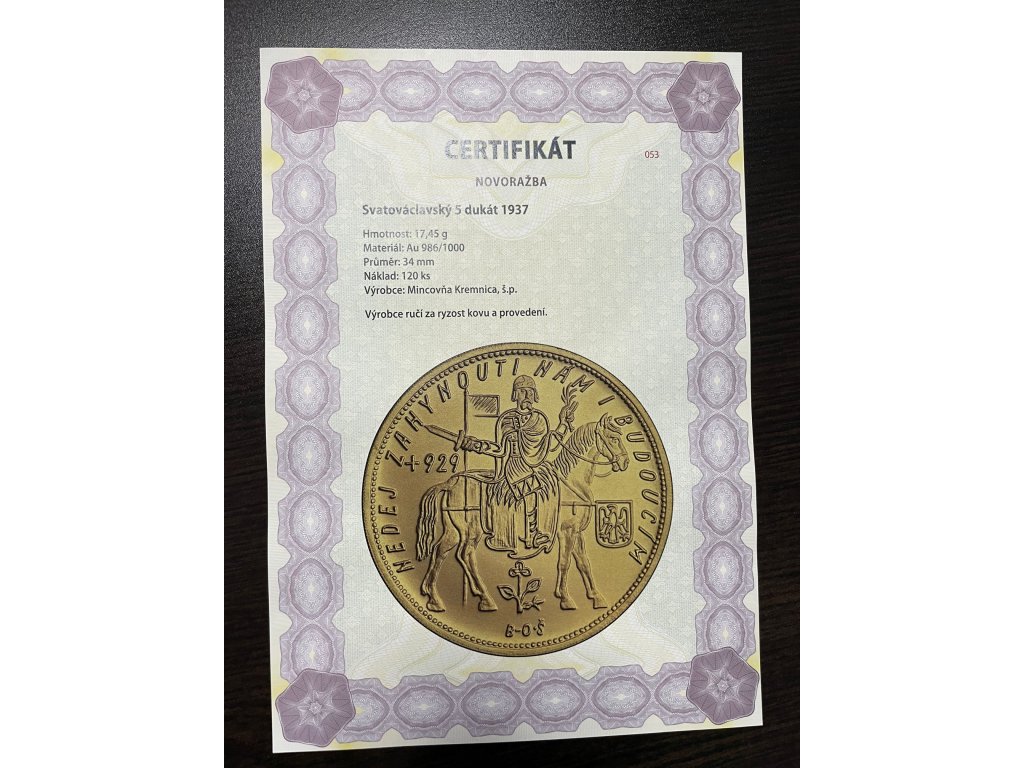 CERTIFIKÁT
053
NOVORAŽBA
Svatováclavský 5 dukát 1937
Hmotnost: 17,45 g
Materiál: Au 986/1000
Průměr: 34 mm
Náklad: 120 ks
Výrobce: Mincovňa Kremnica, š.p.
Výrobce ručí za ryzost kovu a provedení.
NEDEJ ZAHYNOUTI NÁM I BUDOUCÍM
+929
B-O·Š